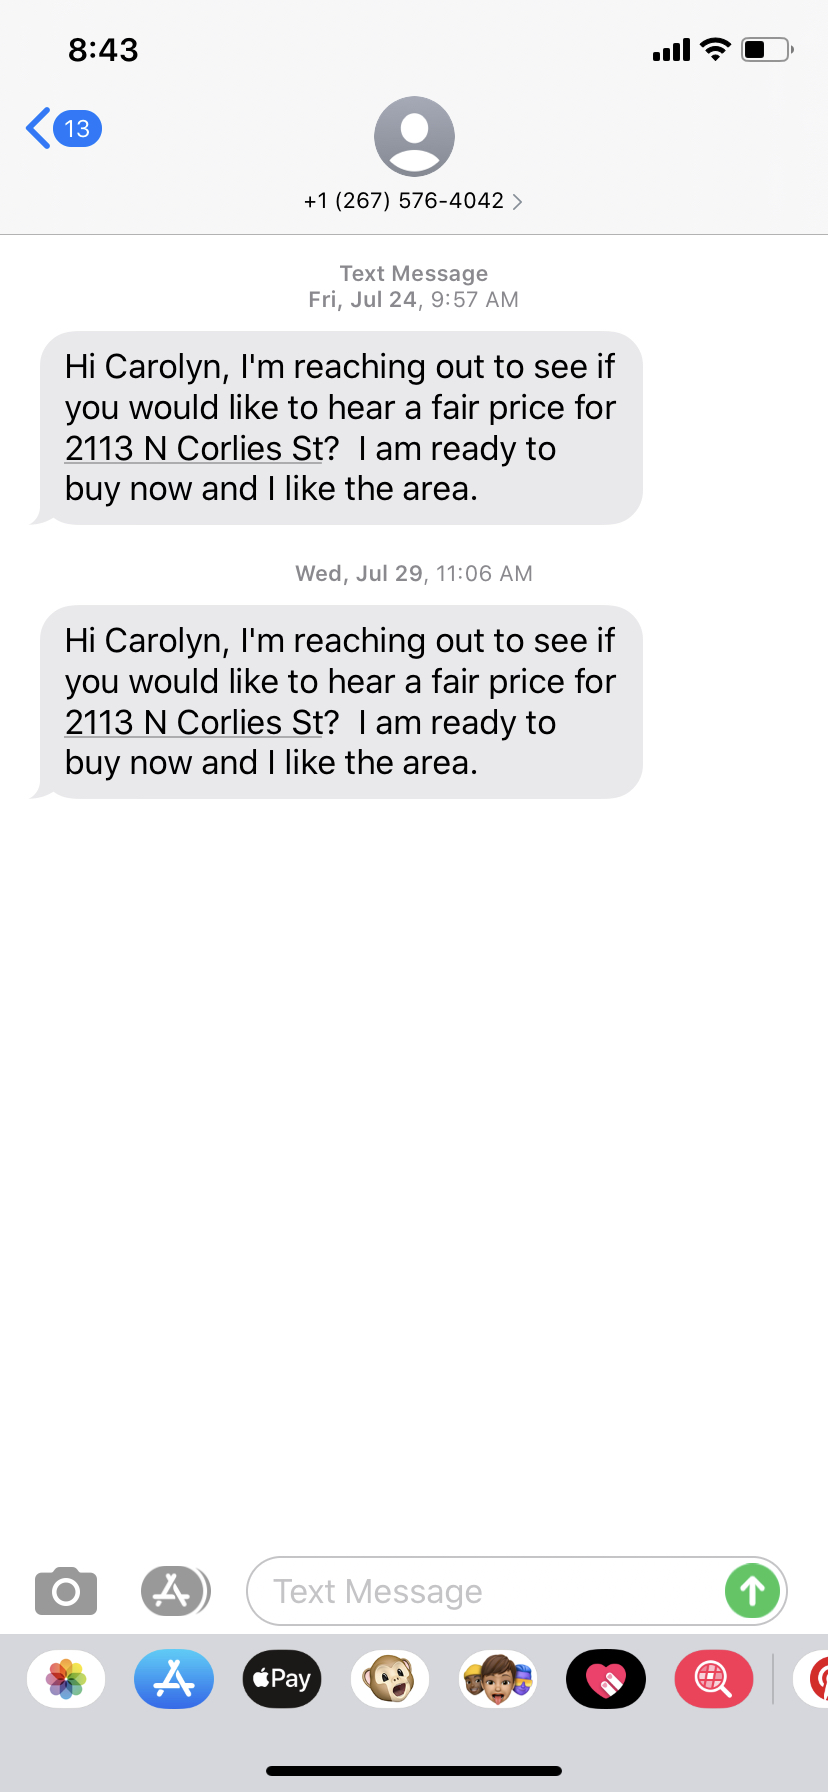 8:43
13
+1 (267) 576-4042
Text Message
Fri, Jul 24, 9:57 AM
Hi Carolyn, I'm reaching out to see if
you would like to hear a fair price for
2113 N Corlies St?  I am ready to
buy now and I like the area.
Wed, Jul 29, 11:06 AM
Hi Carolyn, I'm reaching out to see if
you would like to hear a fair price for
2113 N Corlies St?  I am ready to
buy now and I like the area.
Text Message
Pay